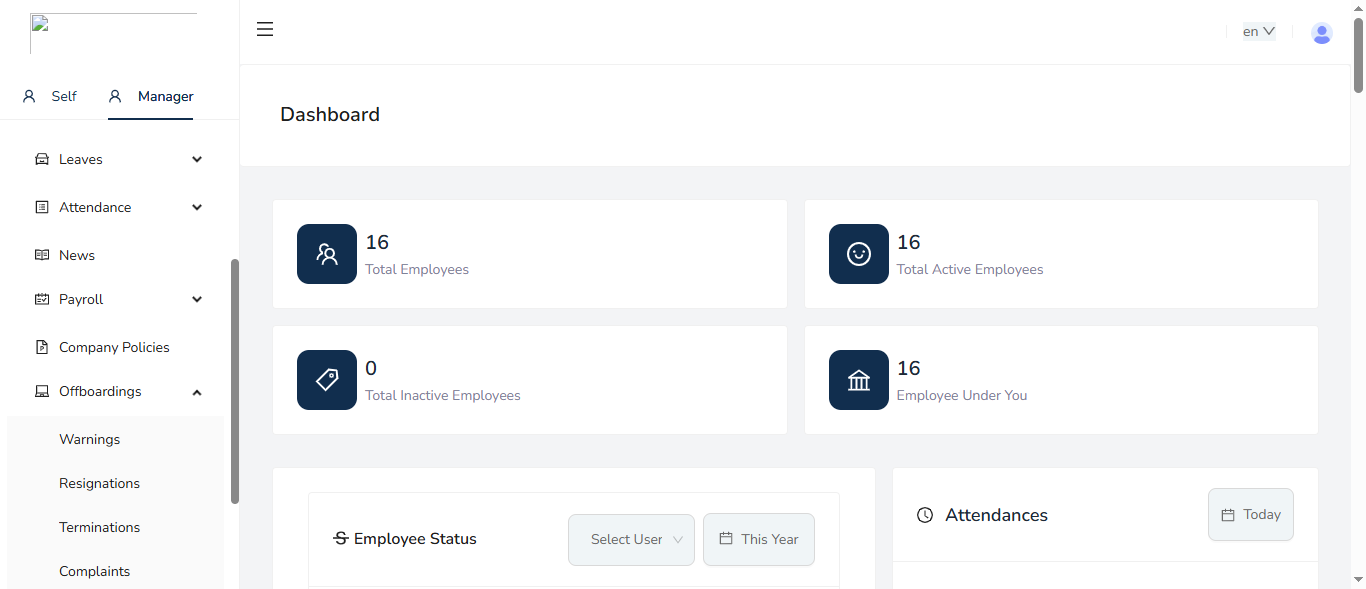 en
Self
Manager
Leaves
Attendance
News
Payroll
Company Policies
Offboardings
Warnings
Resignations
Terminations
Complaints
Dashboard
16
Total Employees
16
Total Active Employees
0
Total Inactive Employees
16
Employee Under You
Employee Status
Select User
This Year
Attendances
Today